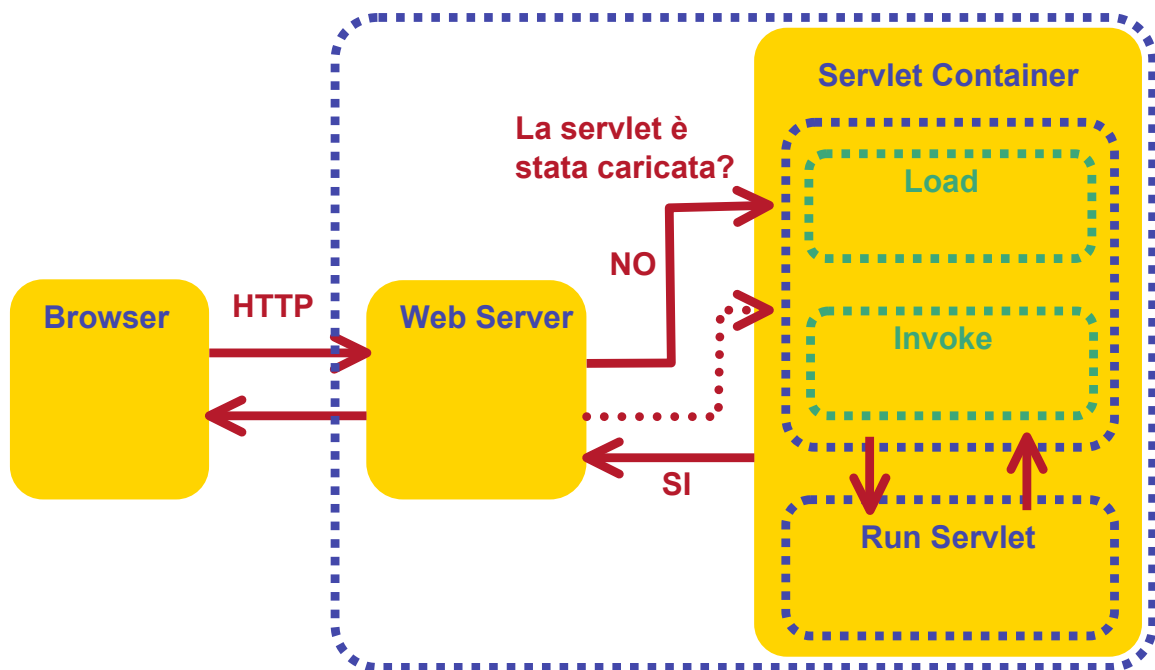 Servlet Container
La servlet è
stata caricata?
Load
NO
HTTP
Browser
Web Server
Invoke
SI
Run Servlet